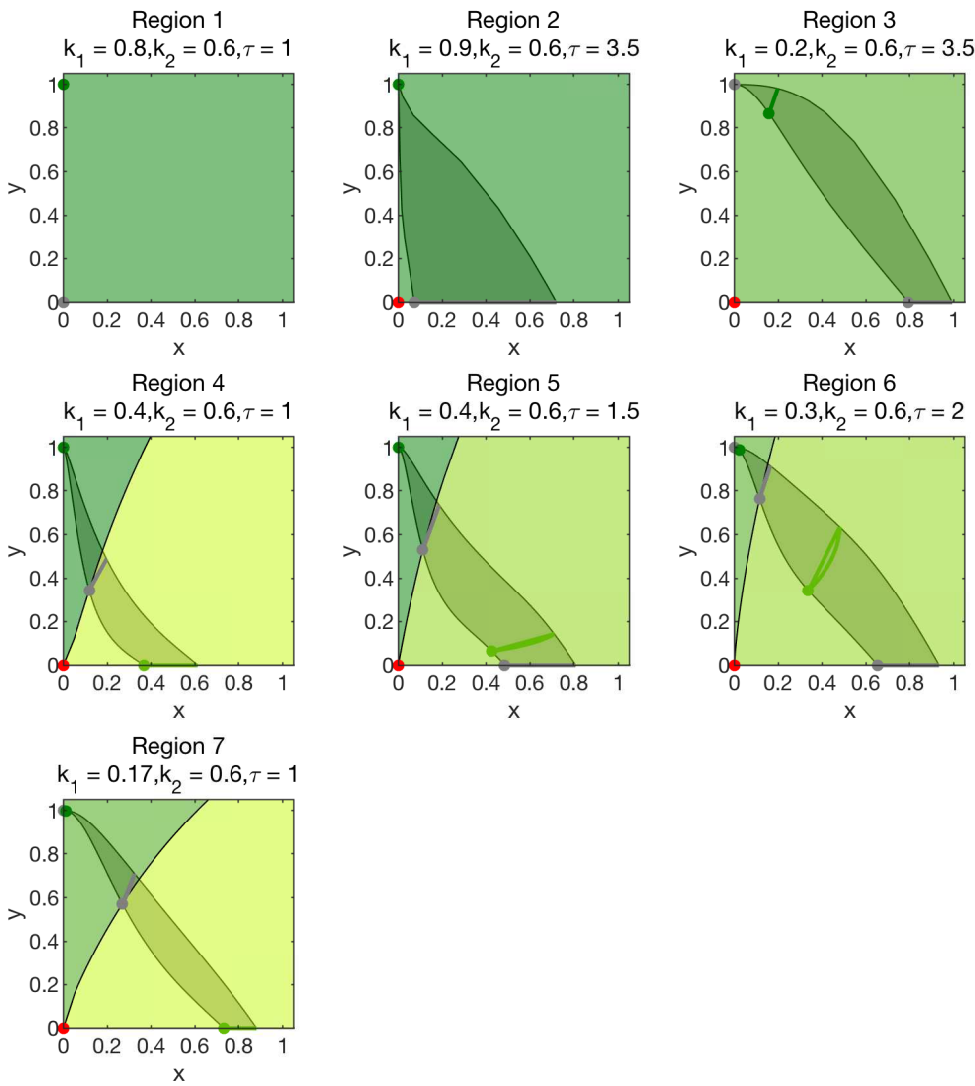 Region 1
k1 = 0.8,k2 = 0.6,τ = 1
1
0.8
0.6
0.4
0.2
0
y
0 0.2 0.4 0.6 0.8 1
x
Region 2
k1 = 0.9,k2 = 0.6,τ = 3.5
1
0.8
0.6
0.4
0.2
0
y
0 0.2 0.4 0.6 0.8 1
x
Region 3
k1 = 0.2,k2 = 0.6,τ = 3.5
1
0.8
0.6
0.4
0.2
0
y
0 0.2 0.4 0.6 0.8 1
x
Region 4
k1 = 0.4,k2 = 0.6,τ = 1
1
0.8
0.6
0.4
0.2
0
y
0 0.2 0.4 0.6 0.8 1
x
Region 5
k1 = 0.4,k2 = 0.6,τ = 1.5
1
0.8
0.6
0.4
0.2
0
y
0 0.2 0.4 0.6 0.8 1
x
Region 6
k1 = 0.3,k2 = 0.6,τ = 2
1
0.8
0.6
0.4
0.2
0
y
0 0.2 0.4 0.6 0.8 1
x
Region 7
k1 = 0.17,k2 = 0.6,τ = 1
1
0.8
0.6
0.4
0.2
0
y
0 0.2 0.4 0.6 0.8 1
x